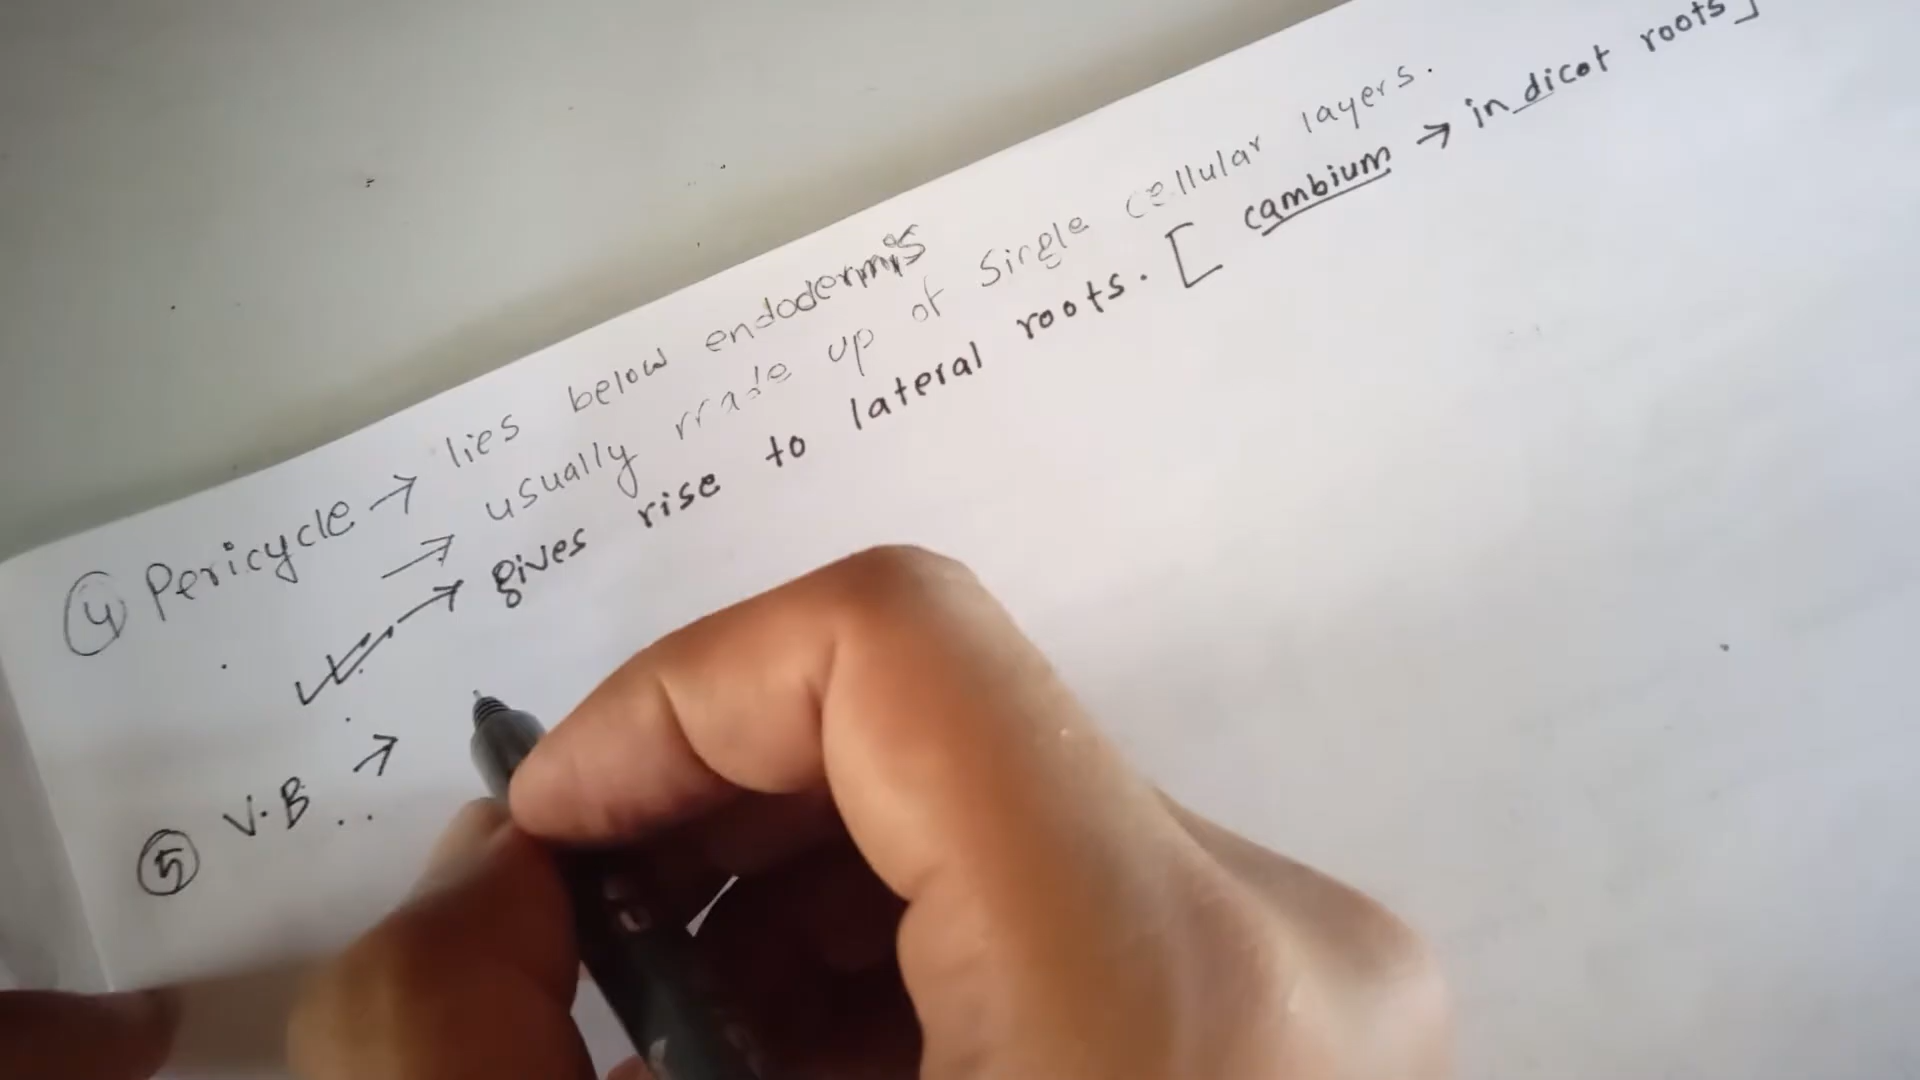 ④ Pericycle → lies below endodermis
→ usually made up of single cellular layers.
→ gives rise to lateral roots. [cambium → in dicot roots]
⑤ V.B →